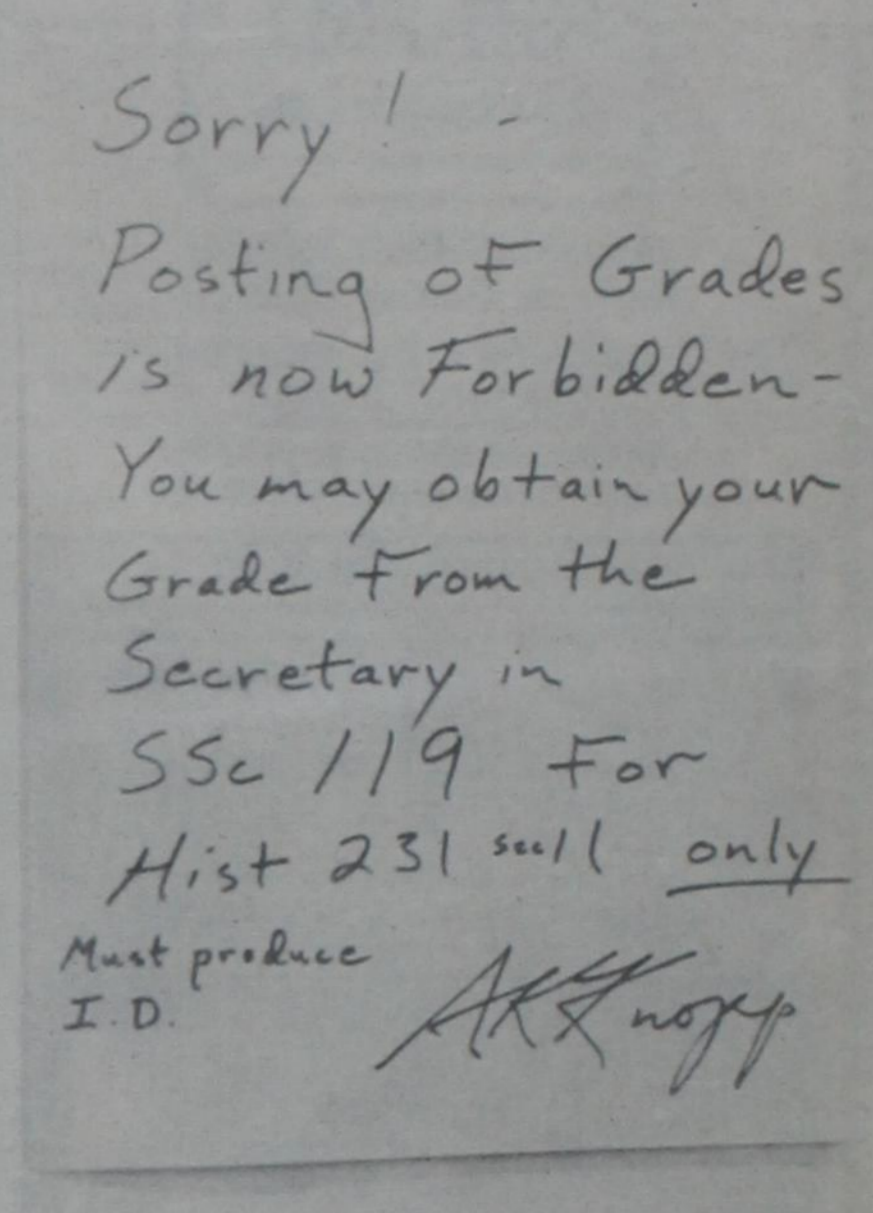 Sorry! -
Posting of Grades
is now Forbidden-
You may obtain your
Grade From the
Secretary in
SSc 119 For
Hist 231 sec 11 only
Must produce
I.D.
AKKnopp